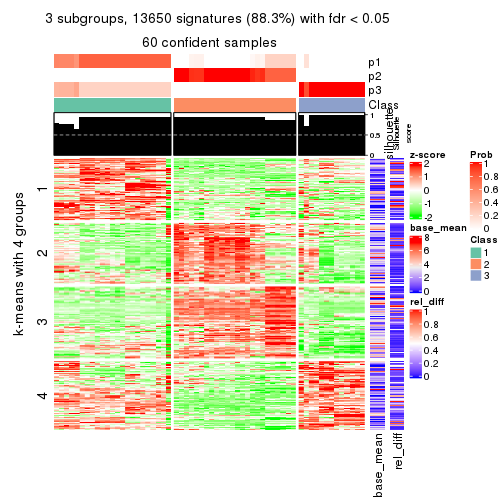 3 subgroups, 13650 signatures (88.3%) with fdr < 0.05
60 confident samples
p1
p2
p3
Class
1
0.5
0
silhouette
Silhouette
score
k-means with 4 groups
1
2
3
4
base_mean
rel_diff
z-score
2
1
0
-1
-2
base_mean
8
6
4
2
0
rel_diff
1
0.8
0.6
0.4
0.2
0
Prob
1
0.8
0.6
0.4
0.2
0
Class
1
2
3